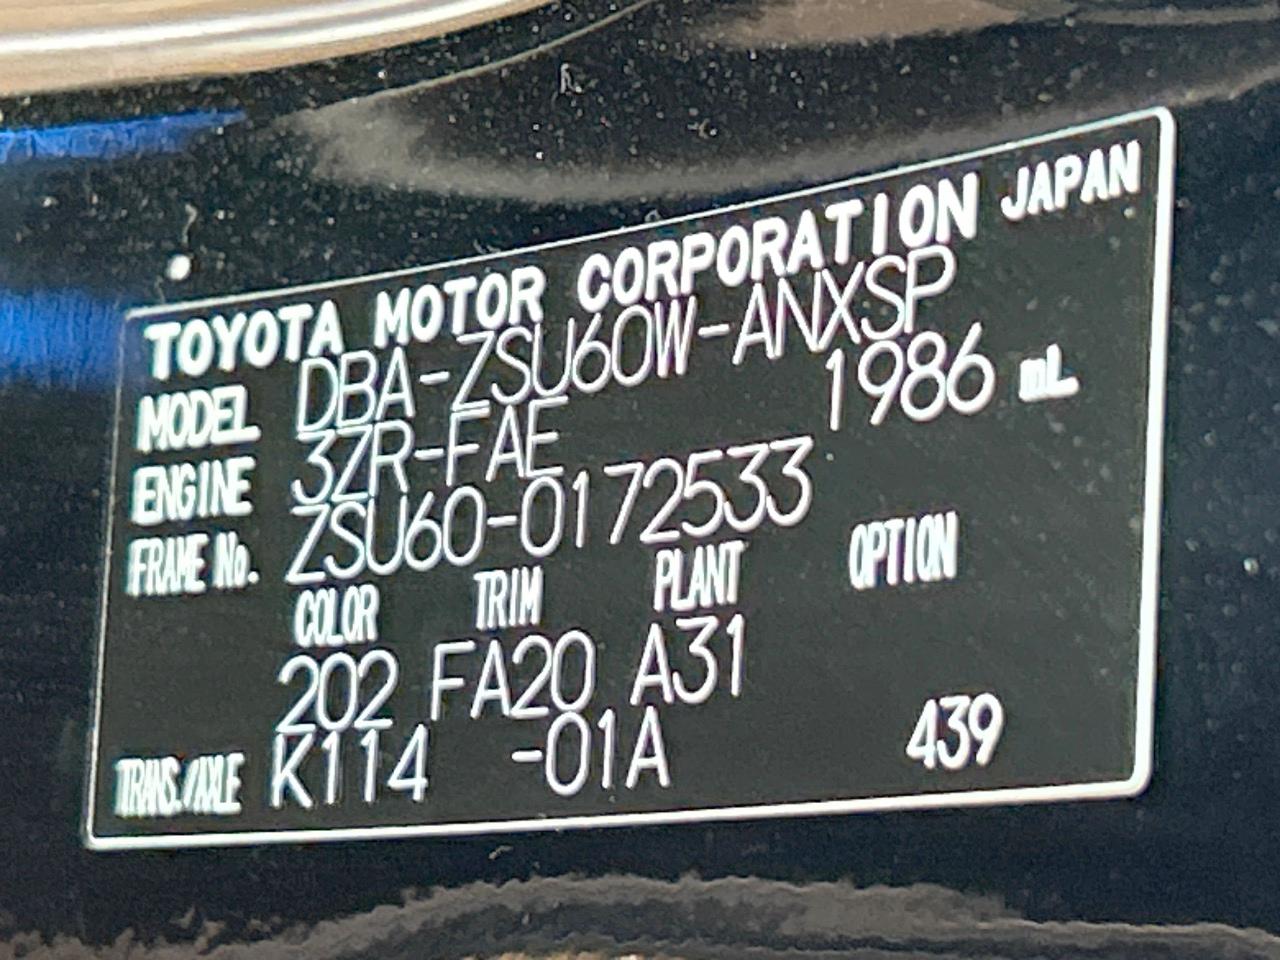 TOYOTA MOTOR CORPORATION JAPAN
MODEL DBA-ZSU60W-ANXSP
ENGINE 3ZR-FAE 1986 mL
FRAME No. ZSU60-0172533
COLOR TRIM PLANT OPTION
202 FA20 A31
TRANS./AXLE K114 -01A 439